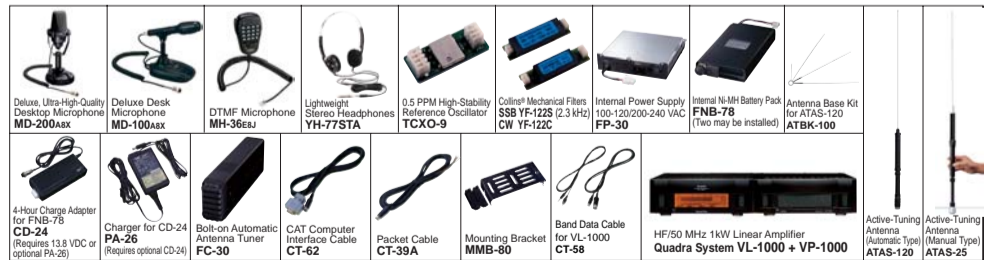 Deluxe, Ultra-High-Quality
Desktop Microphone
MD-200A8X
Deluxe Desk
Microphone
MD-100A8X
DTMF Microphone
MH-36E8J
Lightweight
Stereo Headphones
YH-77STA
0.5 PPM High-Stability
Reference Oscillator
TCXO-9
Collins® Mechanical Filters
SSB YF-122S (2.3 kHz)
CW YF-122C
Internal Power Supply
100-120/200-240 VAC
FP-30
Internal Ni-MH Battery Pack
FNB-78
(Two may be installed)
Antenna Base Kit
for ATAS-120
ATBK-100
4-Hour Charge Adapter
for FNB-78
CD-24
(Requires 13.8 VDC or
optional PA-26)
Charger for CD-24
PA-26
(Requires optional CD-24)
Bolt-on Automatic
Antenna Tuner
FC-30
CAT Computer
Interface Cable
CT-62
Packet Cable
CT-39A
Mounting Bracket
MMB-80
Band Data Cable
for VL-1000
CT-58
HF/50 MHz 1kW Linear Amplifier
Quadra System VL-1000 + VP-1000
Active-Tuning
Antenna
(Automatic Type)
ATAS-120
Active-Tuning
Antenna
(Manual Type)
ATAS-25